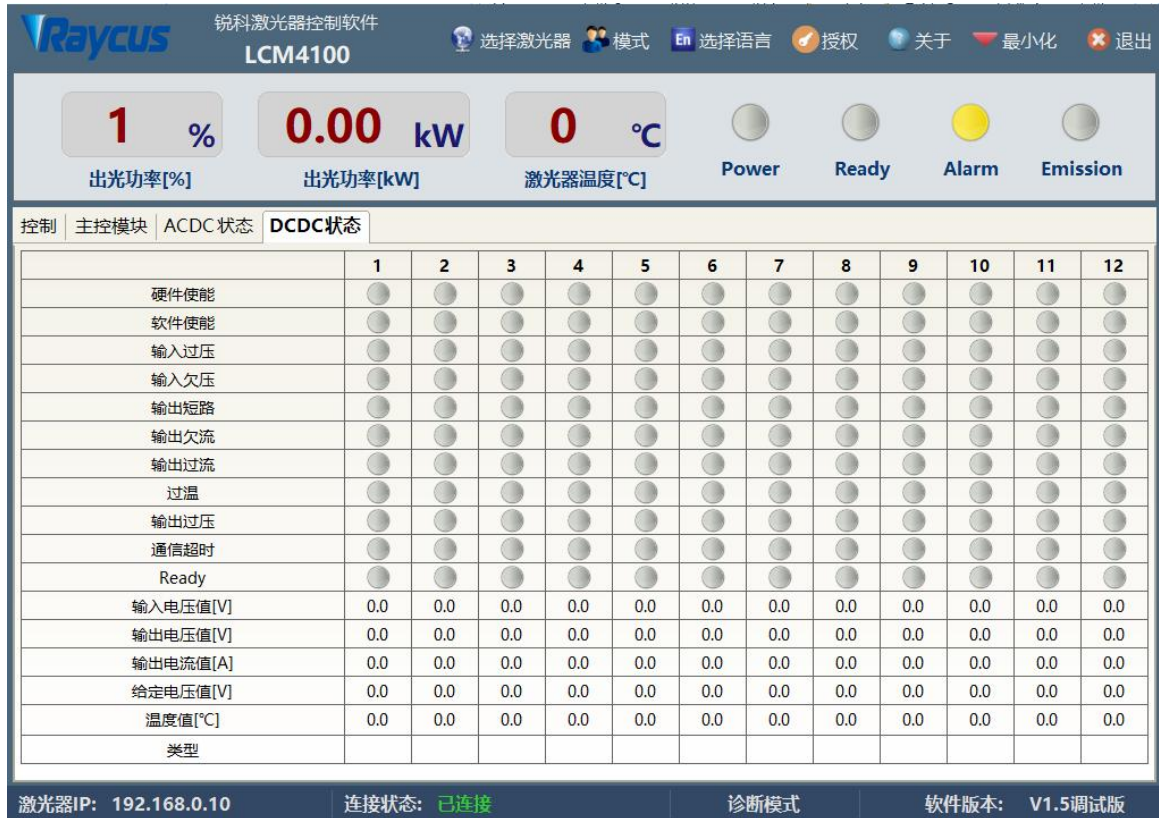 Raycus 锐科激光器控制软件 LCM4100 选择激光器 模式 En 选择语言 授权 关于 最小化 退出
1 % 0.00 kW 0 ℃
出光功率[%] 出光功率[kW] 激光器温度[℃] Power Ready Alarm Emission
控制 主控模块 ACDC状态 DCDC状态
1 2 3 4 5 6 7 8 9 10 11 12
硬件使能
软件使能
输入过压
输入欠压
输出短路
输出欠流
输出过流
过温
输出过压
通信超时
Ready
输入电压值[V] 0.0 0.0 0.0 0.0 0.0 0.0 0.0 0.0 0.0 0.0 0.0 0.0
输出电压值[V] 0.0 0.0 0.0 0.0 0.0 0.0 0.0 0.0 0.0 0.0 0.0 0.0
输出电流值[A] 0.0 0.0 0.0 0.0 0.0 0.0 0.0 0.0 0.0 0.0 0.0 0.0
给定电压值[V] 0.0 0.0 0.0 0.0 0.0 0.0 0.0 0.0 0.0 0.0 0.0 0.0
温度值[℃] 0.0 0.0 0.0 0.0 0.0 0.0 0.0 0.0 0.0 0.0 0.0 0.0
类型
激光器IP: 192.168.0.10 连接状态: 已连接 诊断模式 软件版本: V1.5调试版